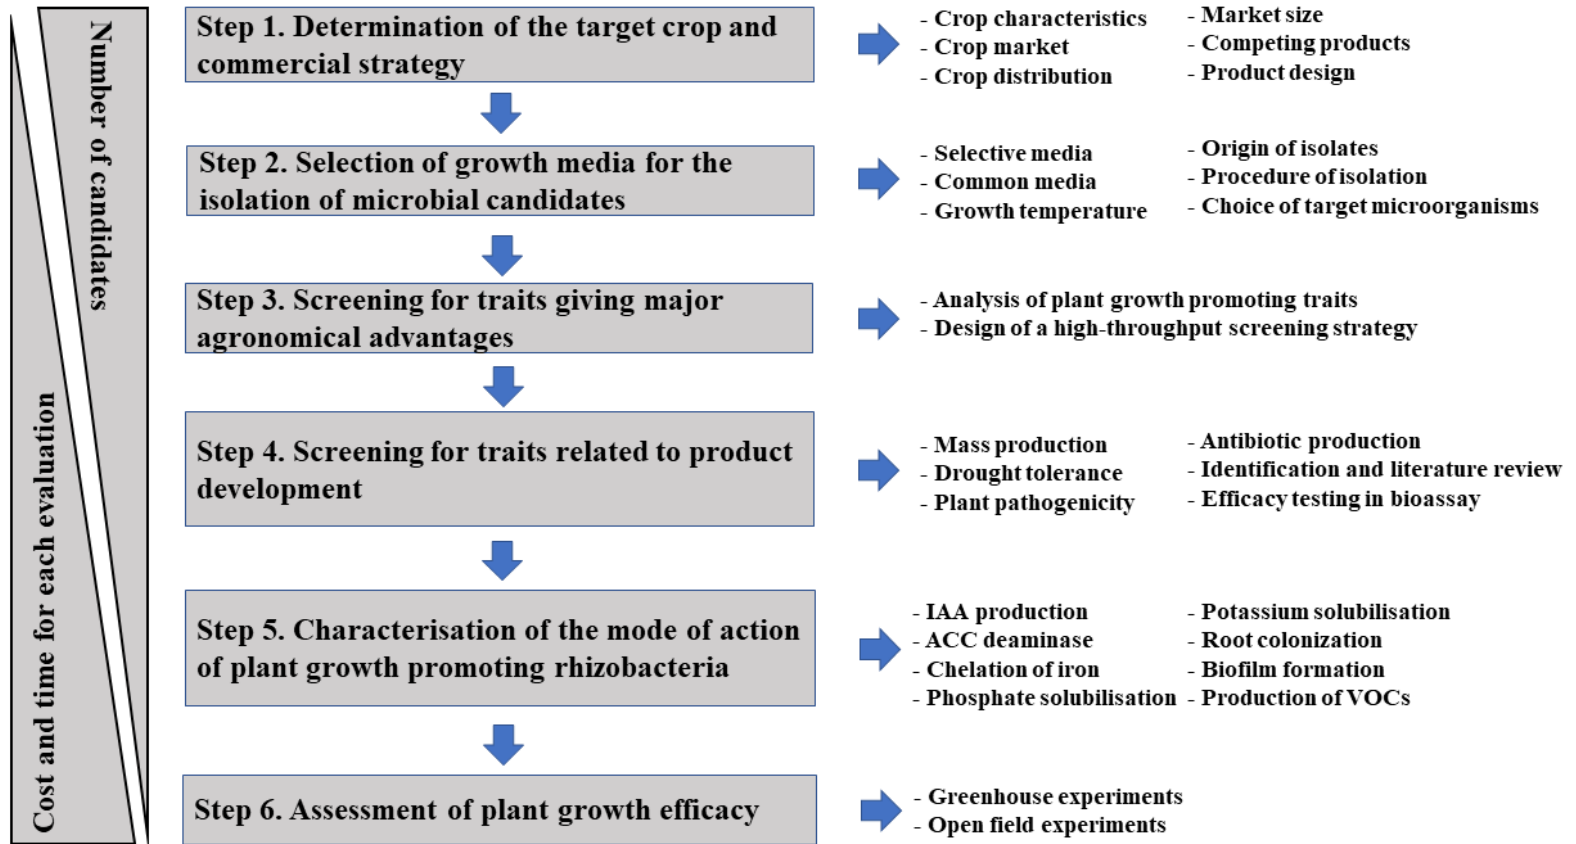 Number of candidates
Cost and time for each evaluation
Step 1. Determination of the target crop and
commercial strategy
- Crop characteristics
- Crop market
- Crop distribution
- Market size
- Competing products
- Product design
Step 2. Selection of growth media for the
isolation of microbial candidates
- Selective media
- Common media
- Growth temperature
- Origin of isolates
- Procedure of isolation
- Choice of target microorganisms
Step 3. Screening for traits giving major
agronomical advantages
- Analysis of plant growth promoting traits
- Design of a high-throughput screening strategy
Step 4. Screening for traits related to product
development
- Mass production
- Drought tolerance
- Plant pathogenicity
- Antibiotic production
- Identification and literature review
- Efficacy testing in bioassay
Step 5. Characterisation of the mode of action
of plant growth promoting rhizobacteria
- IAA production
- ACC deaminase
- Chelation of iron
- Phosphate solubilisation
- Potassium solubilisation
- Root colonization
- Biofilm formation
- Production of VOCs
Step 6. Assessment of plant growth efficacy
- Greenhouse experiments
- Open field experiments